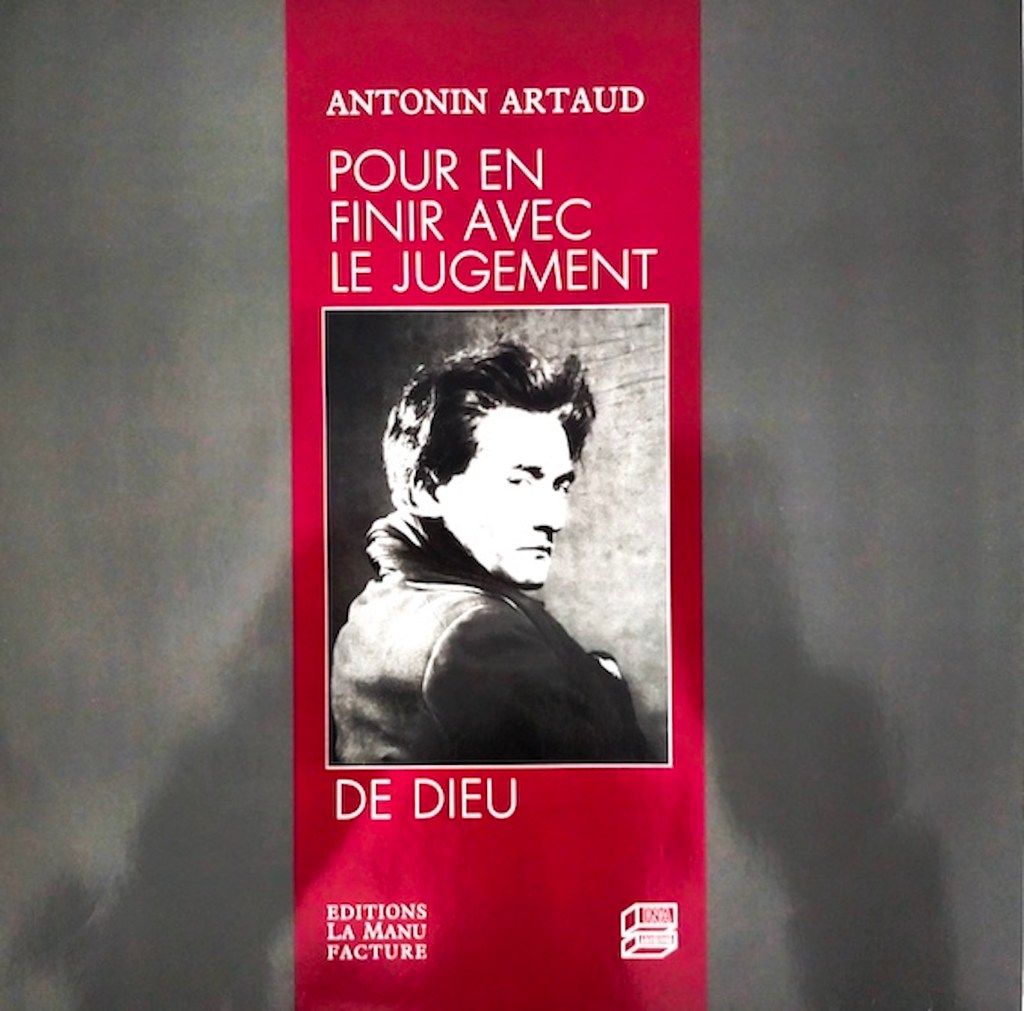 ANTONIN ARTAUD
POUR EN
FINIR AVEC
LE JUGEMENT
DE DIEU
EDITIONS
LA MANU
FACTURE